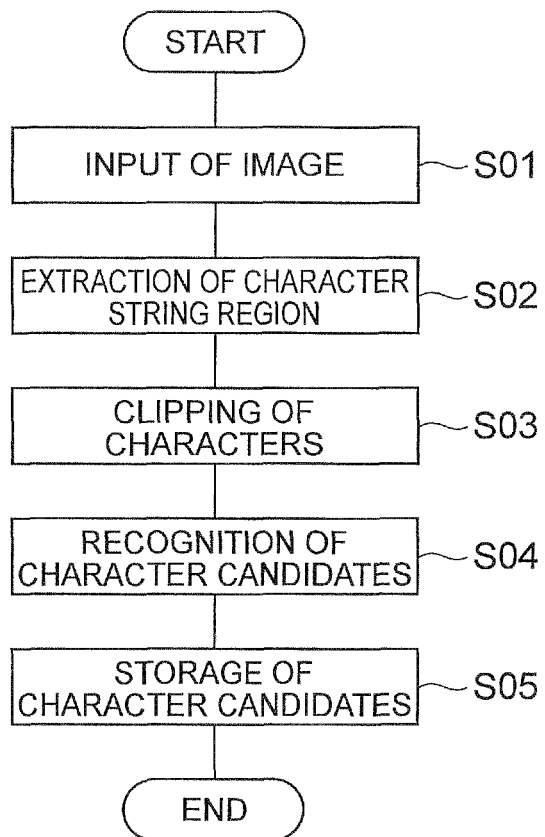 START
INPUT OF IMAGE
S01
EXTRACTION OF CHARACTER
STRING REGION
S02
CLIPPING OF
CHARACTERS
S03
RECOGNITION OF
CHARACTER CANDIDATES
S04
STORAGE OF
CHARACTER CANDIDATES
S05
END